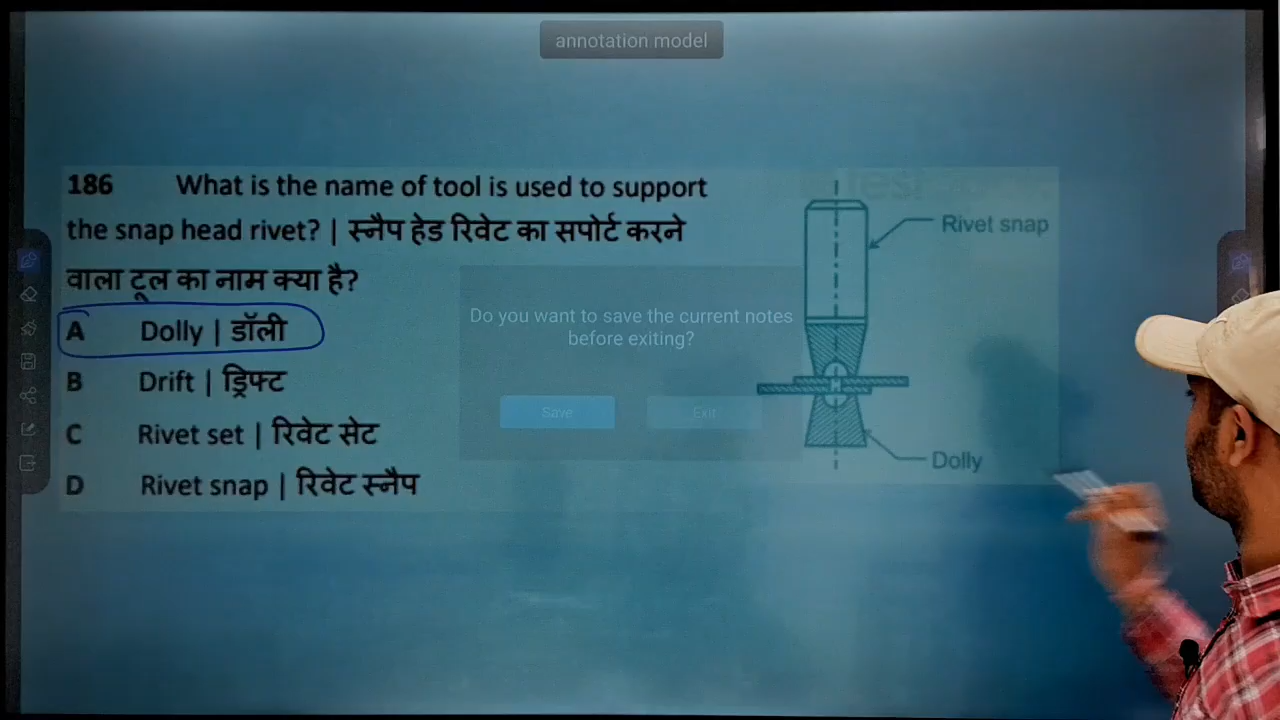 annotation model
186 What is the name of tool is used to support
the snap head rivet? | स्नैप हेड रिवेट का सपोर्ट करने
वाला टूल का नाम क्या है?
A Dolly | डॉली
B Drift | ड्रिफ्ट
C Rivet set | रिवेट सेट
D Rivet snap | रिवेट स्नैप
Do you want to save the current notes
before exiting?
Save Exit
Rivet snap
Dolly